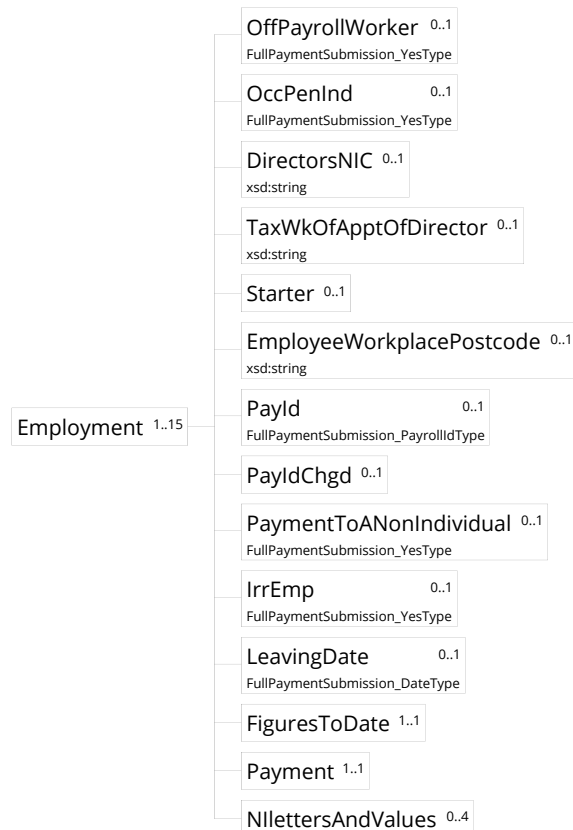 OffPayrollWorker 0..1
FullPaymentSubmission_YesType
OccPenInd 0..1
FullPaymentSubmission_YesType
DirectorsNIC 0..1
xsd:string
TaxWkOfApptOfDirector 0..1
xsd:string
Starter 0..1
EmployeeWorkplacePostcode 0..1
xsd:string
Employment 1..15
PayId 0..1
FullPaymentSubmission_PayrollIdType
PayIdChgd 0..1
PaymentToANonIndividual 0..1
FullPaymentSubmission_YesType
IrrEmp 0..1
FullPaymentSubmission_YesType
LeavingDate 0..1
FullPaymentSubmission_DateType
FiguresToDate 1..1
Payment 1..1
NIlettersAndValues 0..4